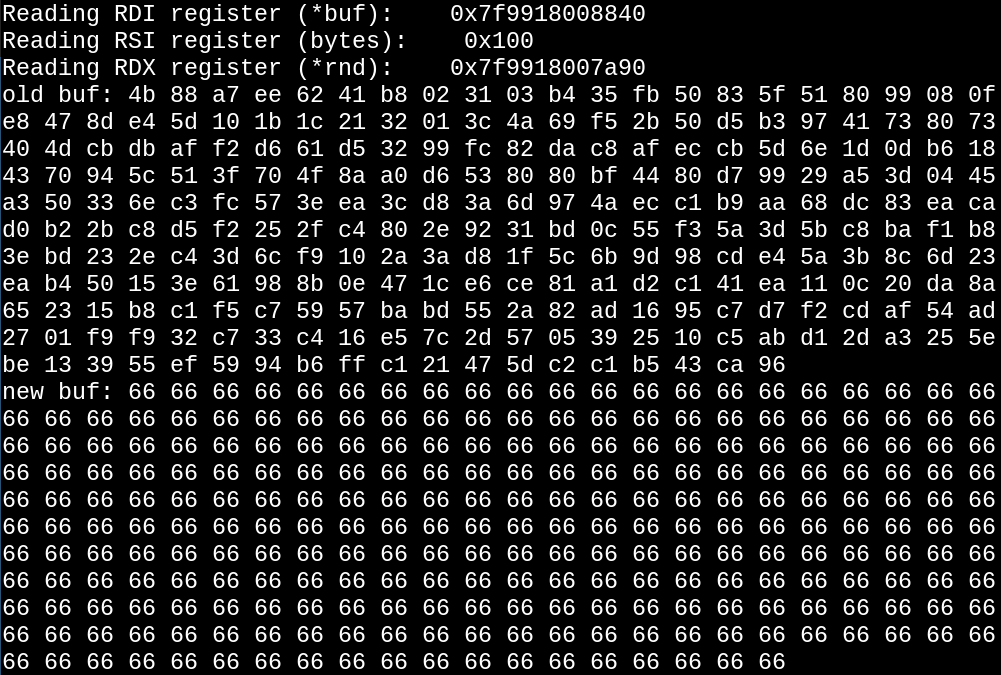 Reading RDI register (*buf):    0x7f9918008840
Reading RSI register (bytes):    0x100
Reading RDX register (*rnd):    0x7f9918007a90
old buf: 4b 88 a7 ee 62 41 b8 02 31 03 b4 35 fb 50 83 5f 51 80 99 08 0f
e8 47 8d e4 5d 10 1b 1c 21 32 01 3c 4a 69 f5 2b 50 d5 b3 97 41 73 80 73
40 4d cb db af f2 d6 61 d5 32 99 fc 82 da c8 af ec cb 5d 6e 1d 0d b6 18
43 70 94 5c 51 3f 70 4f 8a a0 d6 53 80 80 bf 44 80 d7 99 29 a5 3d 04 45
a3 50 33 6e c3 fc 57 3e ea 3c d8 3a 6d 97 4a ec c1 b9 aa 68 dc 83 ea ca
d0 b2 2b c8 d5 f2 25 2f c4 80 2e 92 31 bd 0c 55 f3 5a 3d 5b c8 ba f1 b8
3e bd 23 2e c4 3d 6c f9 10 2a 3a d8 1f 5c 6b 9d 98 cd e4 5a 3b 8c 6d 23
ea b4 50 15 3e 61 98 8b 0e 47 1c e6 ce 81 a1 d2 c1 41 ea 11 0c 20 da 8a
65 23 15 b8 c1 f5 c7 59 57 ba bd 55 2a 82 ad 16 95 c7 d7 f2 cd af 54 ad
27 01 f9 f9 32 c7 33 c4 16 e5 7c 2d 57 05 39 25 10 c5 ab d1 2d a3 25 5e
be 13 39 55 ef 59 94 b6 ff c1 21 47 5d c2 c1 b5 43 ca 96
new buf: 66 66 66 66 66 66 66 66 66 66 66 66 66 66 66 66 66 66 66 66 66
66 66 66 66 66 66 66 66 66 66 66 66 66 66 66 66 66 66 66 66 66 66 66 66
66 66 66 66 66 66 66 66 66 66 66 66 66 66 66 66 66 66 66 66 66 66 66 66
66 66 66 66 66 66 66 66 66 66 66 66 66 66 66 66 66 66 66 66 66 66 66 66
66 66 66 66 66 66 66 66 66 66 66 66 66 66 66 66 66 66 66 66 66 66 66 66
66 66 66 66 66 66 66 66 66 66 66 66 66 66 66 66 66 66 66 66 66 66 66 66
66 66 66 66 66 66 66 66 66 66 66 66 66 66 66 66 66 66 66 66 66 66 66 66
66 66 66 66 66 66 66 66 66 66 66 66 66 66 66 66 66 66 66 66 66 66 66 66
66 66 66 66 66 66 66 66 66 66 66 66 66 66 66 66 66 66 66 66 66 66 66 66
66 66 66 66 66 66 66 66 66 66 66 66 66 66 66 66 66 66 66 66 66 66 66 66
66 66 66 66 66 66 66 66 66 66 66 66 66 66 66 66 66 66 66